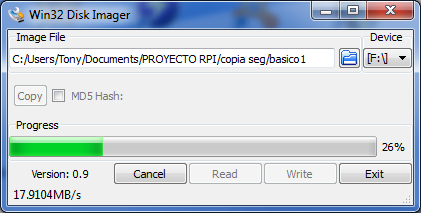 Win32 Disk Imager
Image File
Device
C:/Users/Tony/Documents/PROYECTO RPI/copia seg/basico1
[F:\]
Copy
MD5 Hash:
Progress
26%
Version: 0.9
Cancel
Read
Write
Exit
17.9104MB/s